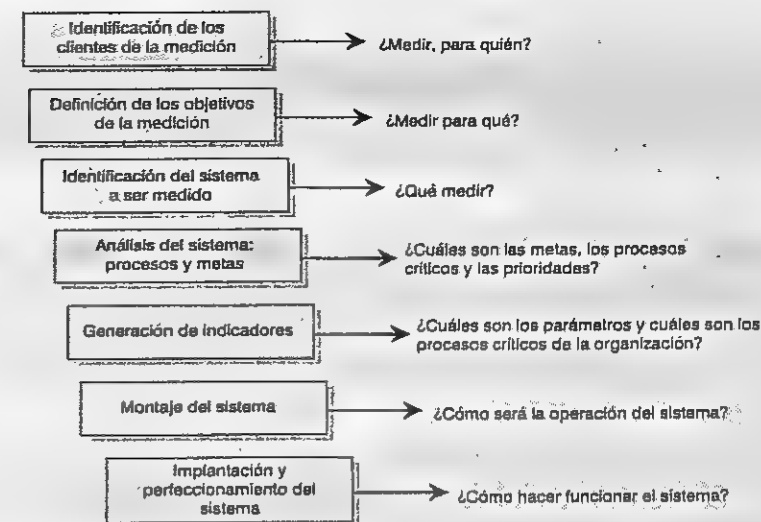 Identificación de los
clientes de la medición
¿Medir, para quién?
Definición de los objetivos
de la medición
¿Medir para qué?
Identificación del sistema
a ser medido
¿Qué medir?
Análisis del sistema:
procesos y metas
¿Cuáles son las metas, los procesos
críticos y las prioridades?
Generación de indicadores
¿Cuáles son los parámetros y cuáles son los
procesos críticos de la organización?
Montaje del sistema
¿Cómo será la operación del sistema?
Implantación y
perfeccionamiento del
sistema
¿Cómo hacer funcionar el sistema?